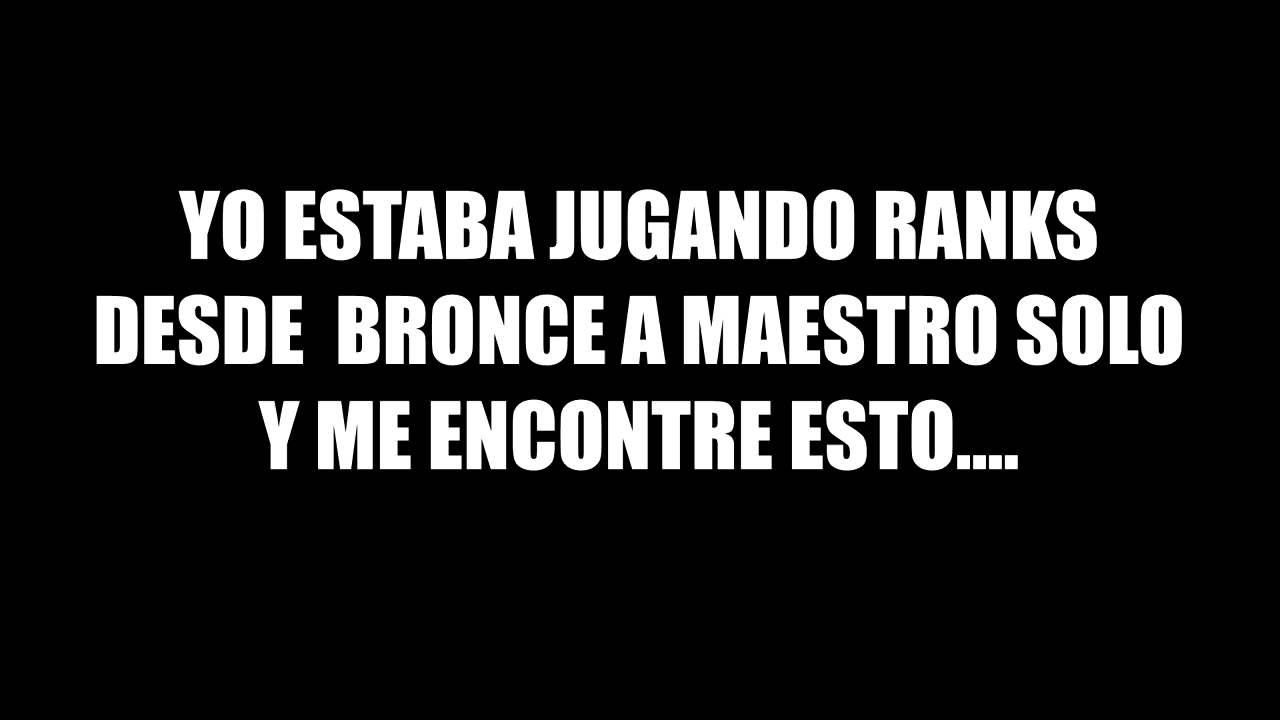 YO ESTABA JUGANDO RANKS
DESDE  BRONCE A MAESTRO SOLO
Y ME ENCONTRE ESTO....